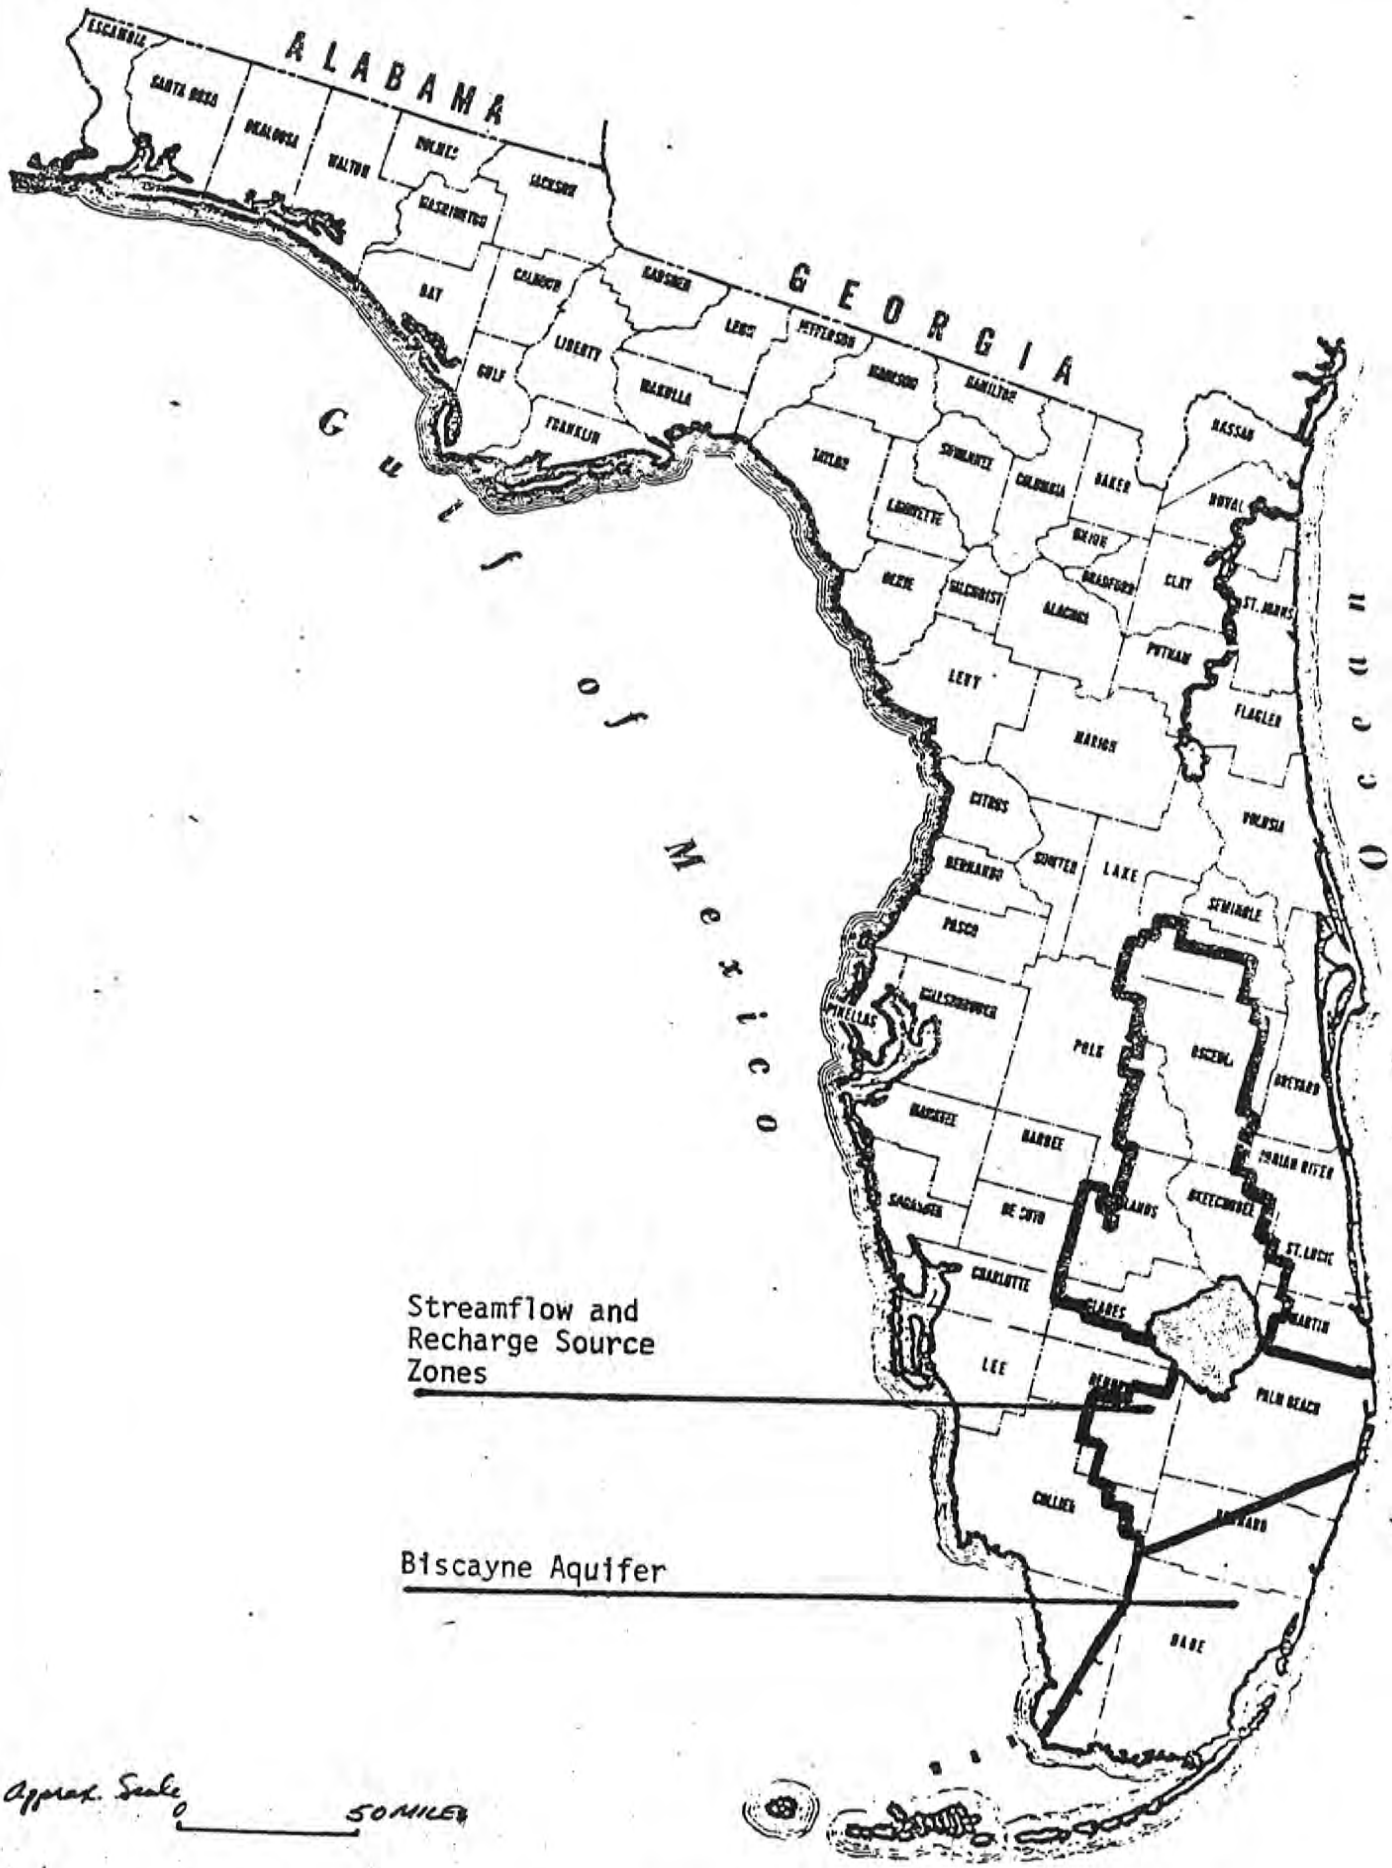 ALABAMA
ESCAMBIA
SANTA ROSA
OKALOOSA
WALTON
HOLMES
JACKSON
WASHINGTON
BAY
CALHOUN
GADSDEN
GEORGIA
LEON
JEFFERSON
MADISON
HAMILTON
GULF
LIBERTY
WAKULLA
FRANKLIN
TAYLOR
SUWANNEE
COLUMBIA
BAKER
NASSAU
DUVAL
LAFAYETTE
UNION
BRADFORD
CLAY
ST. JOHNS
DIXIE
GILCHRIST
ALACHUA
PUTNAM
LEVY
MARION
FLAGLER
Ocean
Gulf of Mexico
CITRUS
VOLUSIA
HERNANDO
SUMTER
LAKE
SEMINOLE
PASCO
HILLSBOROUGH
PINELLAS
POLK
OSCEOL
BREVARD
MANATEE
HARDEE
INDIAN RIVER
SARASOTA
DE SOTO
LANDS
OKEECHOBEE
ST. LUCIE
CHARLOTTE
GLADES
MARTIN
Streamflow and
Recharge Source
Zones
LEE
HENDRY
PALM BEACH
COLLIER
BROWARD
Biscayne Aquifer
DADE
Approx. Scale
0 50 MILES